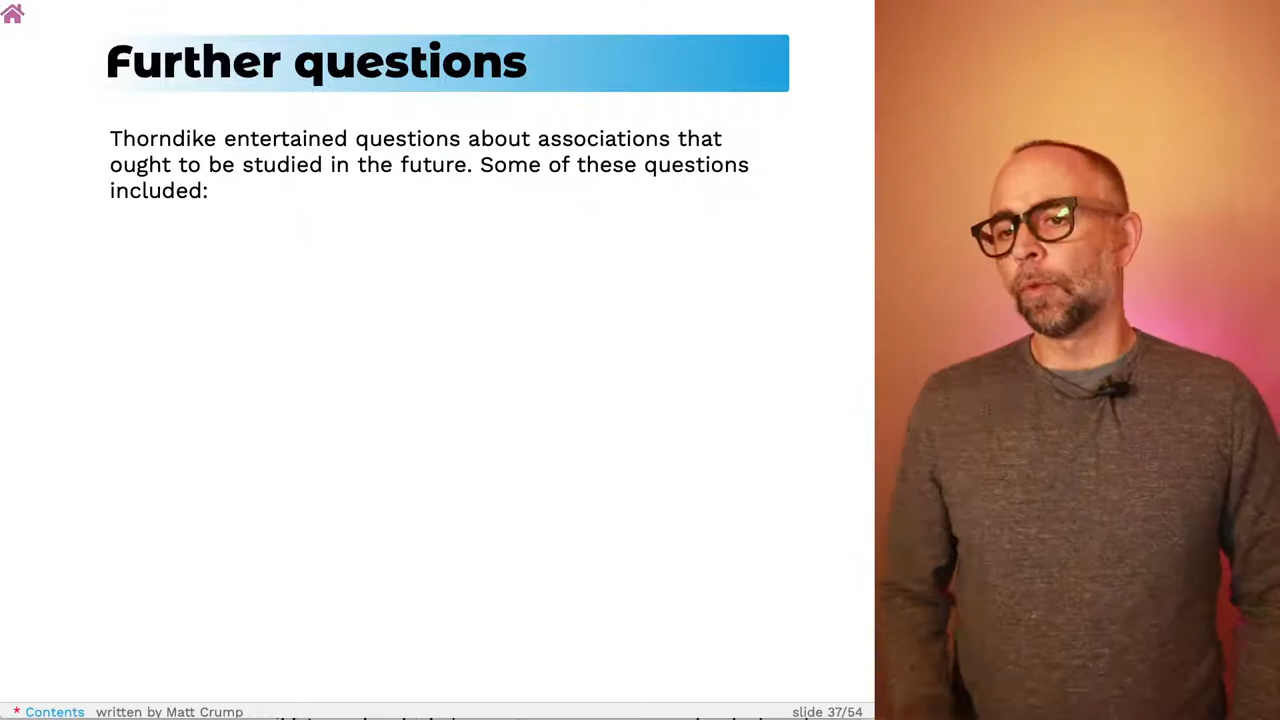 Further questions
Thorndike entertained questions about associations that
ought to be studied in the future. Some of these questions
included:
* Contents written by Matt Crump
slide 37/54